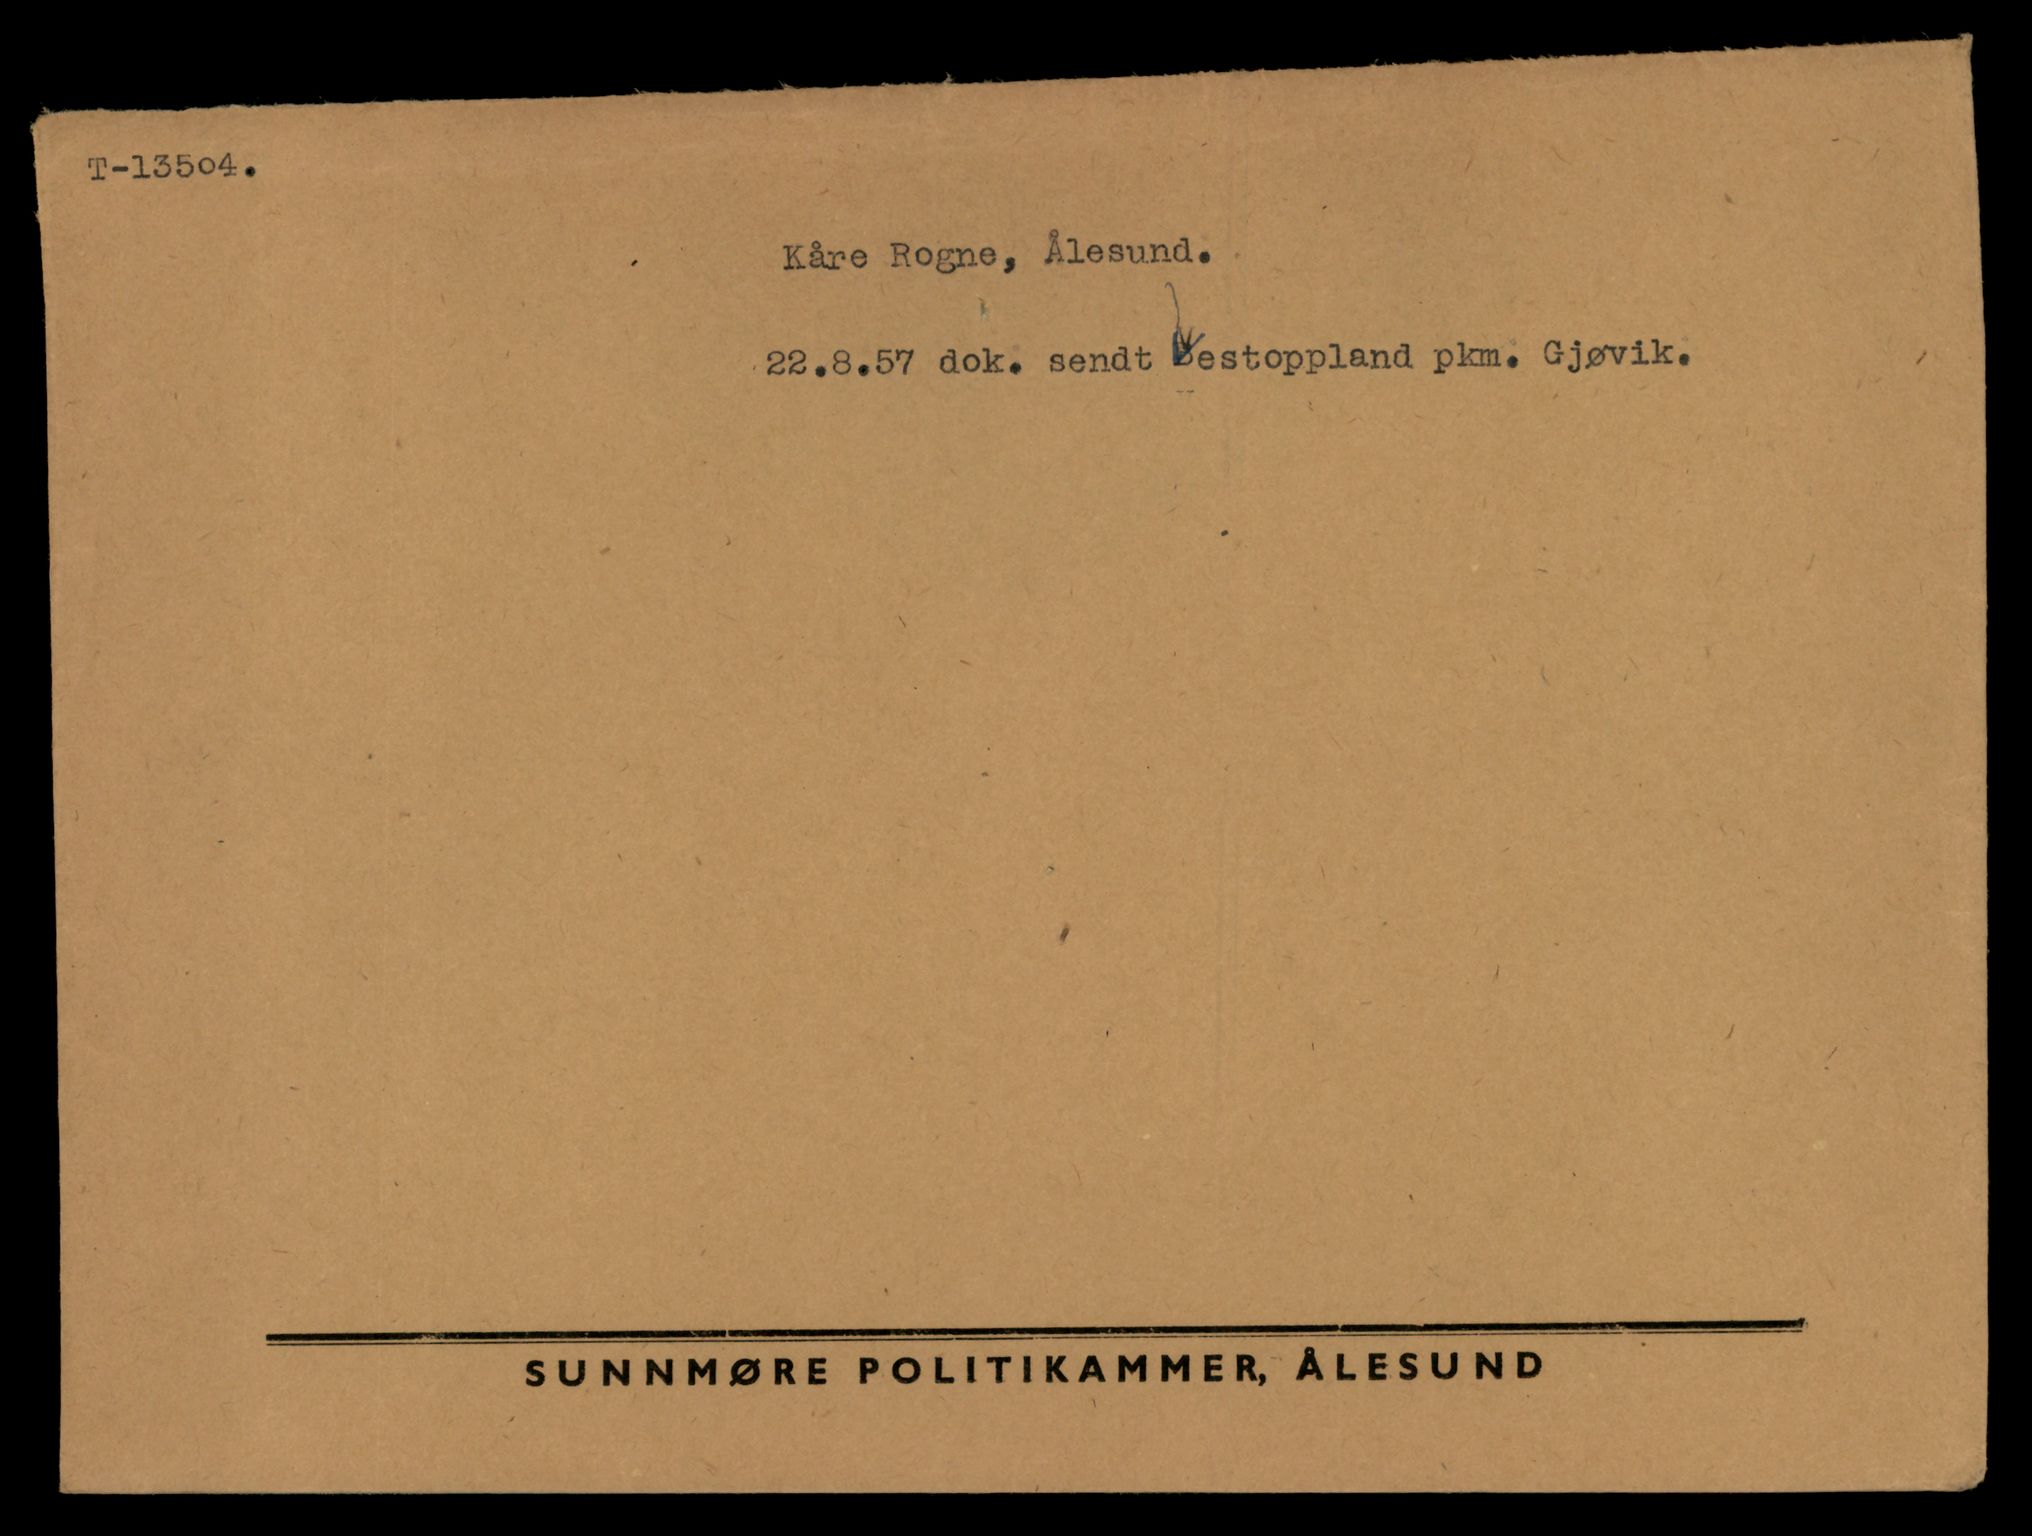 T-13504.
Kåre Rogne, Ålesund.
22.8.57 dok. sendt Vestoppland pkm. Gjøvik.
SUNNMØRE POLITIKAMMER, ÅLESUND